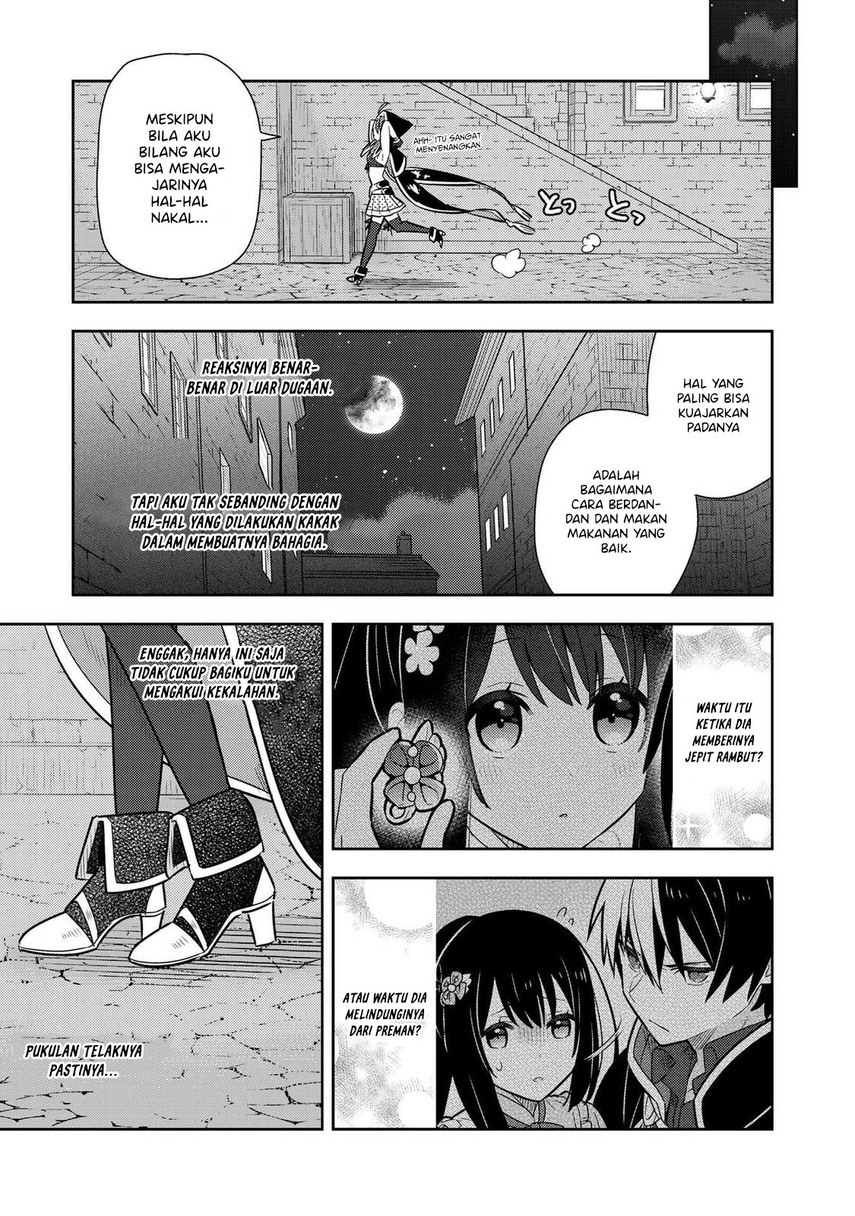 AHH- ITU SANGAT
MENYENANGKAN.
MESKIPUN
BILA AKU
BILANG AKU
BISA MENGA-
JARINYA
HAL-HAL
NAKAL...
とっ
とっ
HAL YANG
PALING BISA
KUAJARKAN
PADANYA
ADALAH
BAGAIMANA
CARA BERDAN-
DAN DAN MAKAN
MAKANAN YANG
BAIK.
REAKSINYA BENAR-
BENAR DI LUAR DUGAAN.
TAPI AKU TAK SEBANDING DENGAN
HAL-HAL YANG DILAKUKAN KAKAK
DALAM MEMBUATNYA BAHAGIA.
WAKTU ITU
KETIKA DIA
MEMBERINYA
JEPIT RAMBUT?
ATAU WAKTU DIA
MELINDUNGINYA
DARI PREMAN?
ENGGAK, HANYA INI SAJA
TIDAK CUKUP BAGIKU UNTUK
MENGAKUI KEKALAHAN.
PUKULAN TELAKNYA
PASTINYA...